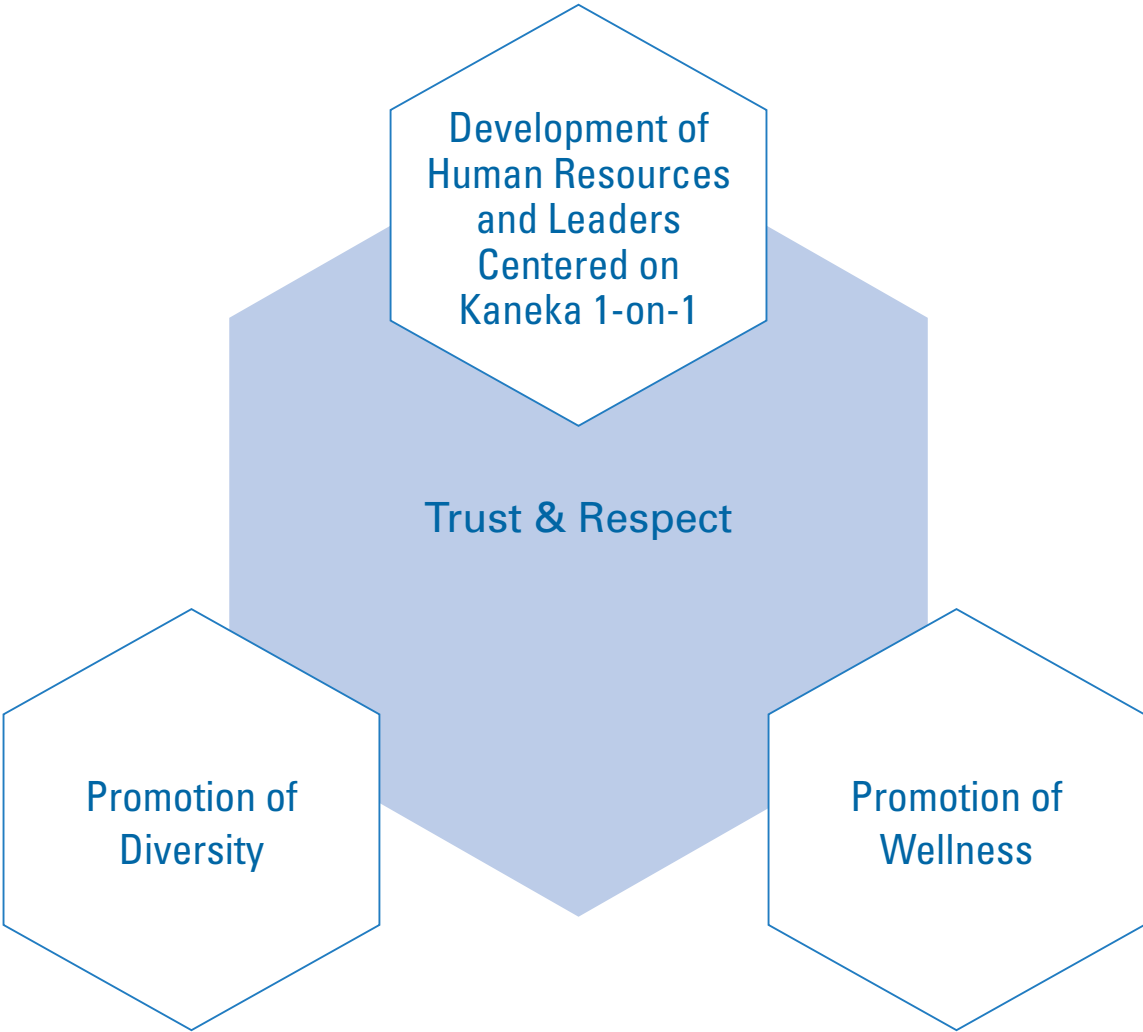 Development of
Human Resources
and Leaders
Centered on
Kaneka 1-on-1
Trust & Respect
Promotion of
Diversity
Promotion of
Wellness